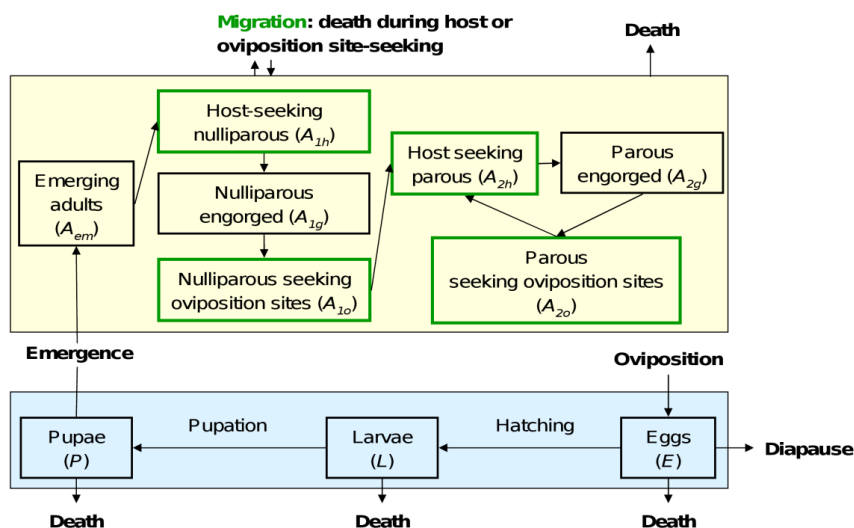 Migration: death during host or
oviposition site-seeking
Death
Host-seeking
nulliparous (A1h)
Host seeking
parous (A2h)
Parous
engorged (A2g)
Emerging
adults
(Aem)
Nulliparous
engorged (A1g)
Nulliparous seeking
oviposition sites (A1o)
Parous
seeking oviposition sites
(A2o)
Emergence
Oviposition
Pupae
(P)
Pupation
Larvae
(L)
Hatching
Eggs
(E)
Diapause
Death
Death
Death